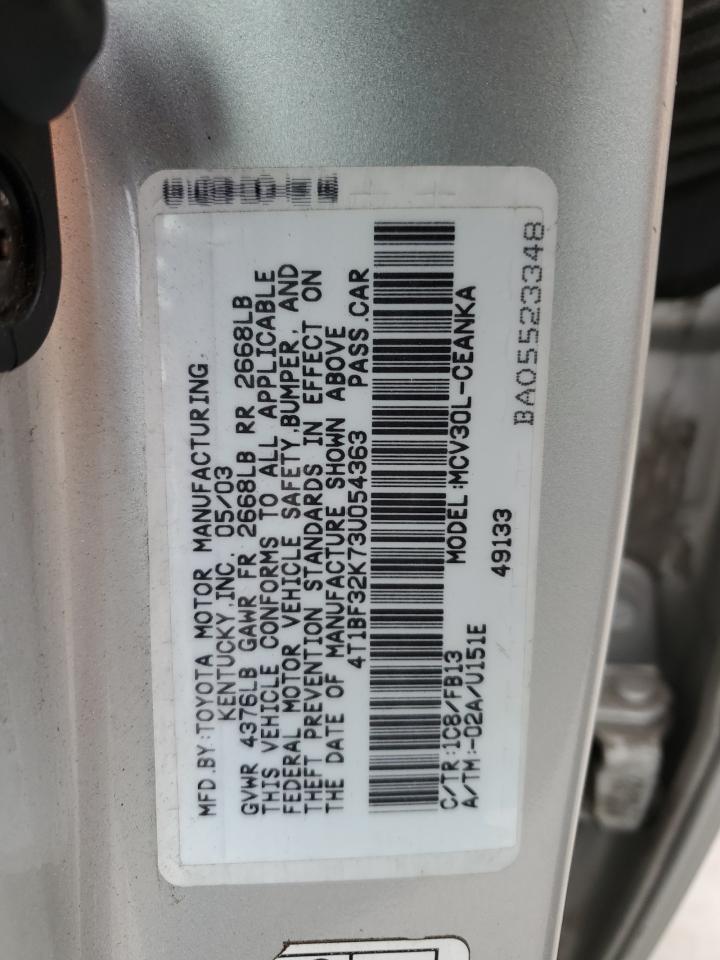 MFD.BY:TOYOTA MOTOR MANUFACTURING,
KENTUCKY,INC. 05/03
GVWR 4376LB GAWR FR 2668LB RR 2668LB
THIS VEHICLE CONFORMS TO ALL APPLICABLE
FEDERAL MOTOR VEHICLE SAFETY,BUMPER, AND
THEFT PREVENTION STANDARDS IN EFFECT ON
THE DATE OF MANUFACTURE SHOWN ABOVE
4T1BF32K73U054363 PASS.CAR
C/TR:1C8/FB13 MODEL:MCV30L-CEANKA
A/TM:-02A/U151E 49133
BA05523348